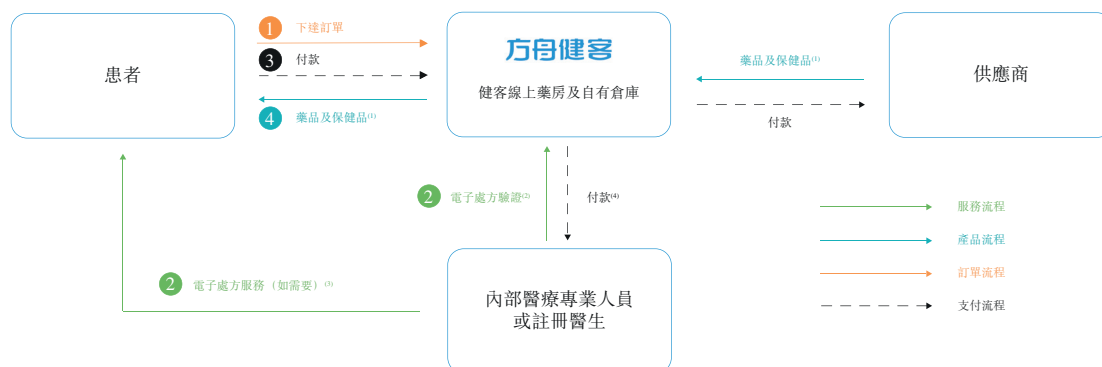 患者
1 下達訂單
3 付款
4 藥品及保健品(1)
方舟健客
健客線上藥房及自有倉庫
藥品及保健品(1)
付款
供應商
2 電子處方驗證(2)
付款(4)
2 電子處方服務（如需要）(3)
內部醫療專業人員
或註冊醫生
服務流程
產品流程
訂單流程
支付流程